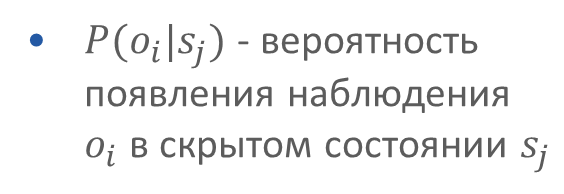 • 𝑃(𝑜ᵢ|𝑠ⱼ) - вероятность
появления наблюдения
𝑜ᵢ в скрытом состоянии 𝑠ⱼ